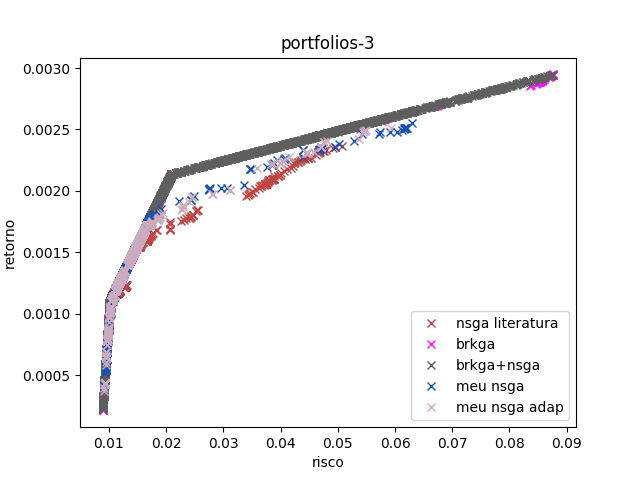 portfolios-3
retorno
0.0030
0.0025
0.0020
0.0015
0.0010
0.0005
0.01 0.02 0.03 0.04 0.05 0.06 0.07 0.08 0.09
risco
nsga literatura
brkga
brkga+nsga
meu nsga
meu nsga adap